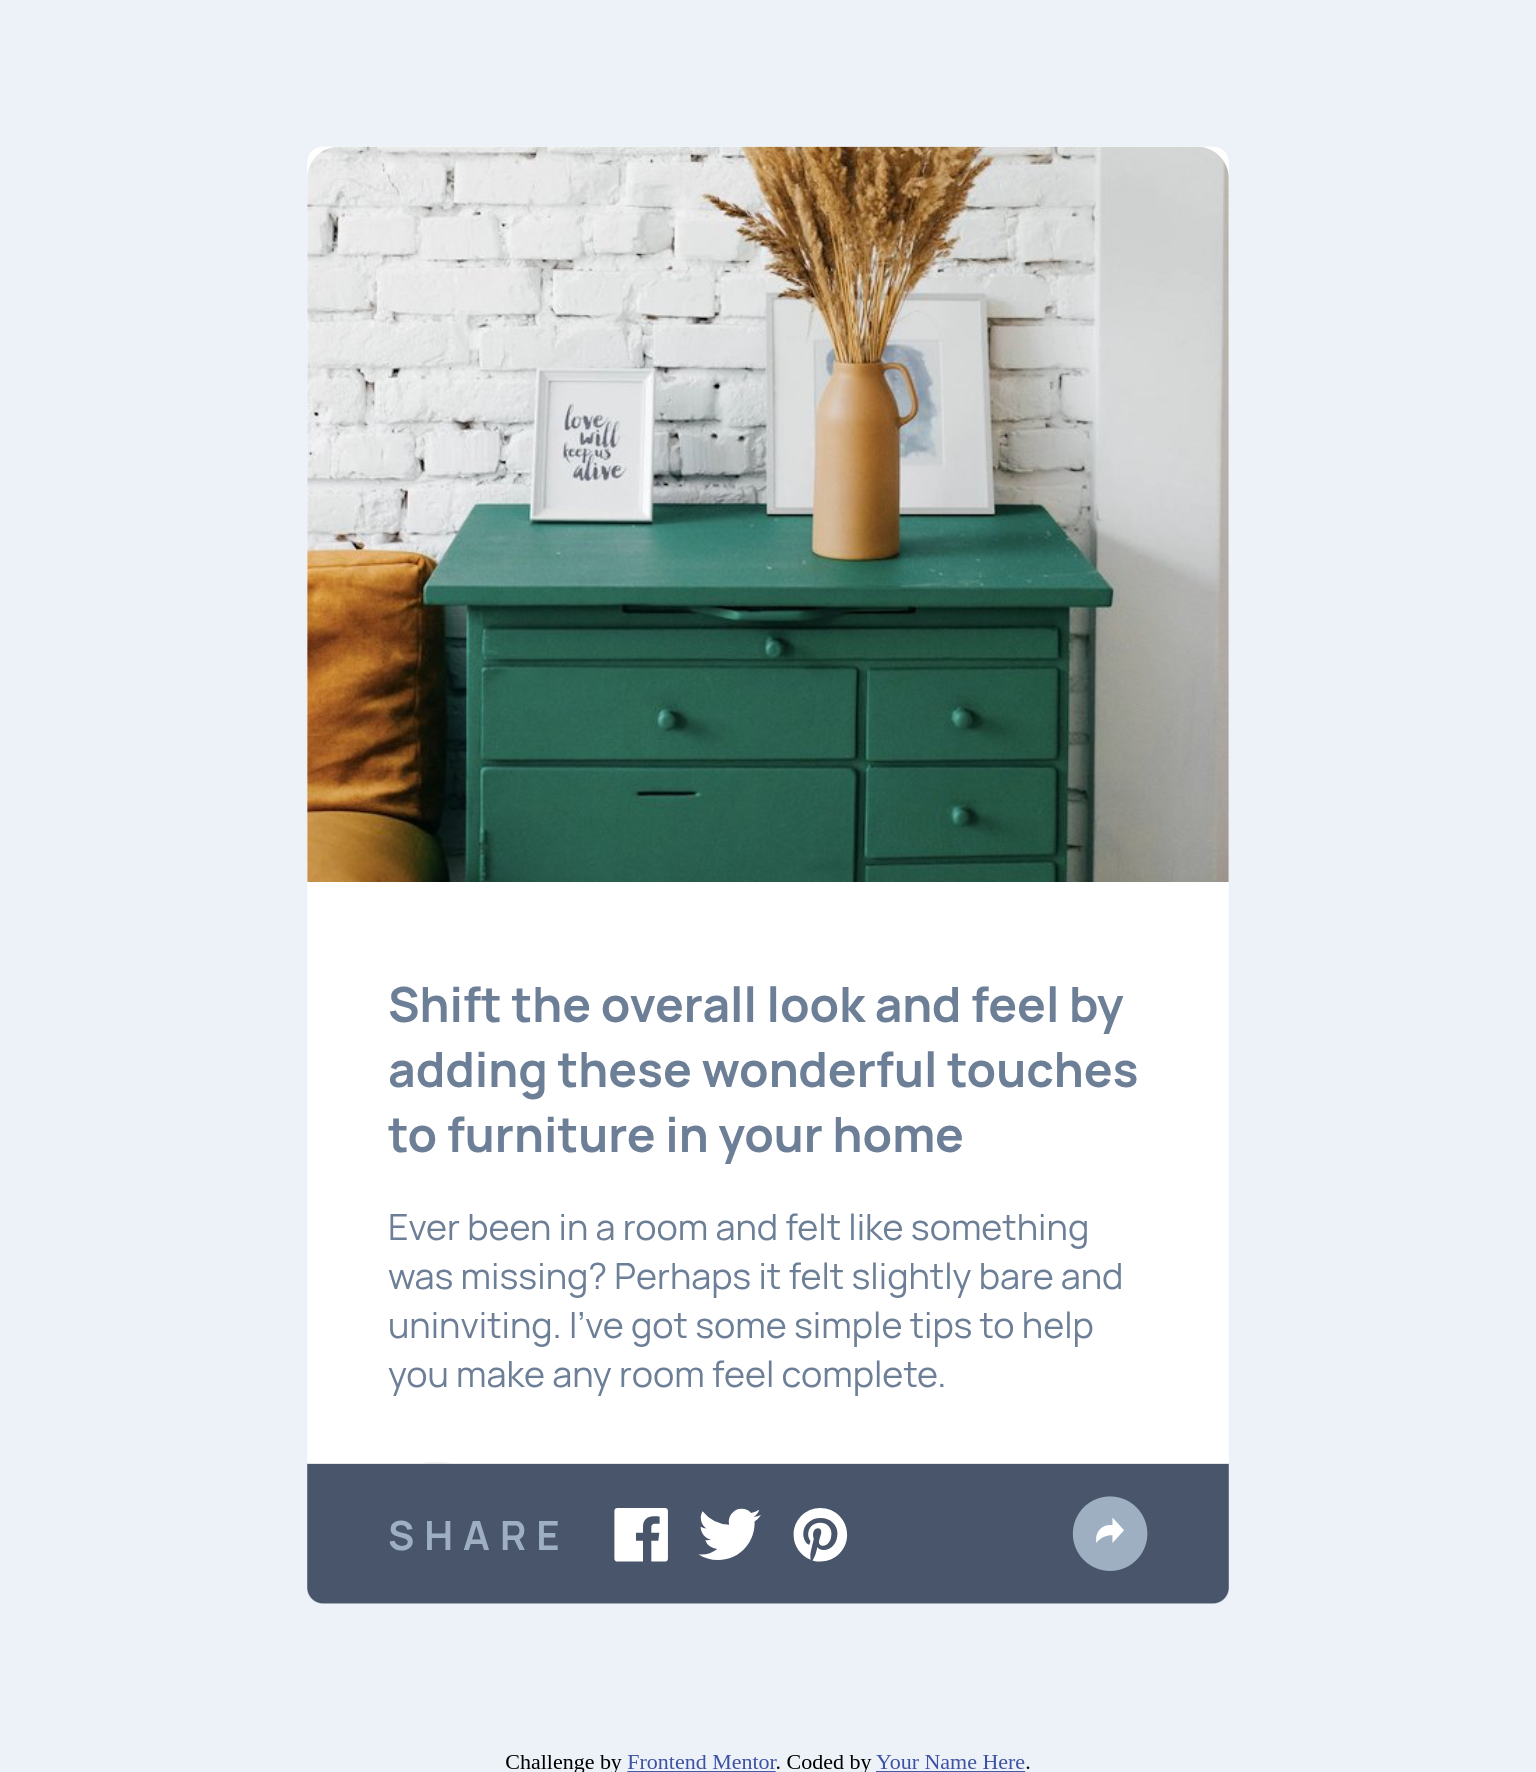 love
will
keep us
alive
Shift the overall look and feel by
adding these wonderful touches
to furniture in your home
Ever been in a room and felt like something
was missing? Perhaps it felt slightly bare and
uninviting. I’ve got some simple tips to help
you make any room feel complete.
SHARE
Challenge by Frontend Mentor. Coded by Your Name Here.